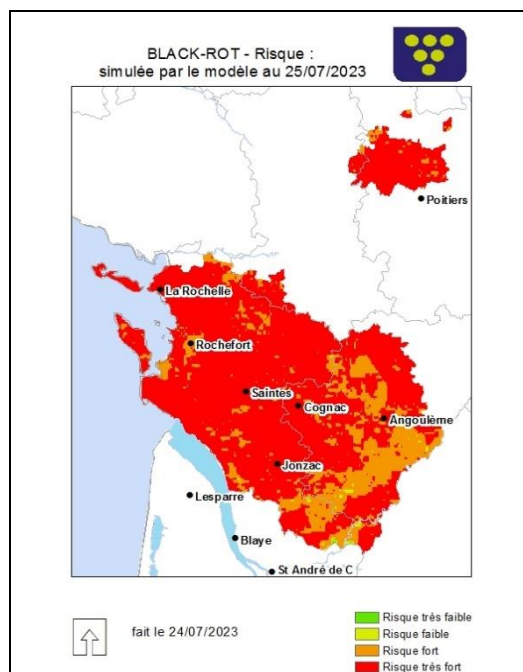 BLACK-ROT - Risque :
simulée par le modèle au 25/07/2023
Poitiers
La Rochelle
Rochefort
Saintes
Cognac
Angoulème
Jonzac
Lesparre
Blaye
St André de C
fait le 24/07/2023
Risque très faible
Risque faible
Risque fort
Risque très fort